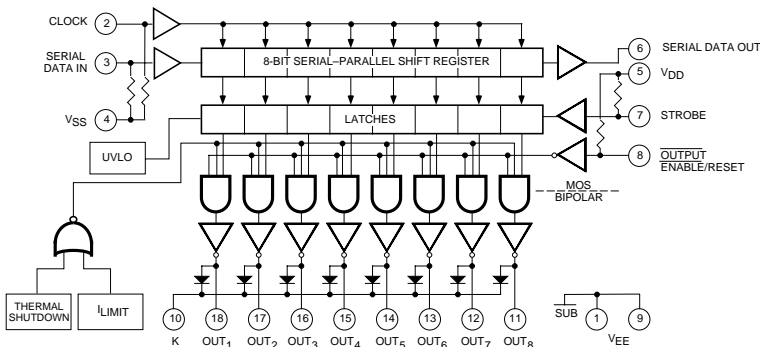 CLOCK 2
SERIAL
DATA IN 3
VSS 4
8-BIT SERIAL–PARALLEL SHIFT REGISTER
LATCHES
6 SERIAL DATA OUT
5 VDD
7 STROBE
8 OUTPUT
ENABLE/RESET
UVLO
MOS
BIPOLAR
THERMAL
SHUTDOWN
ILIMIT
10 18 17 16 15 14 13 12 11
K OUT1 OUT2 OUT3 OUT4 OUT5 OUT6 OUT7 OUT8
SUB
1 9
VEE